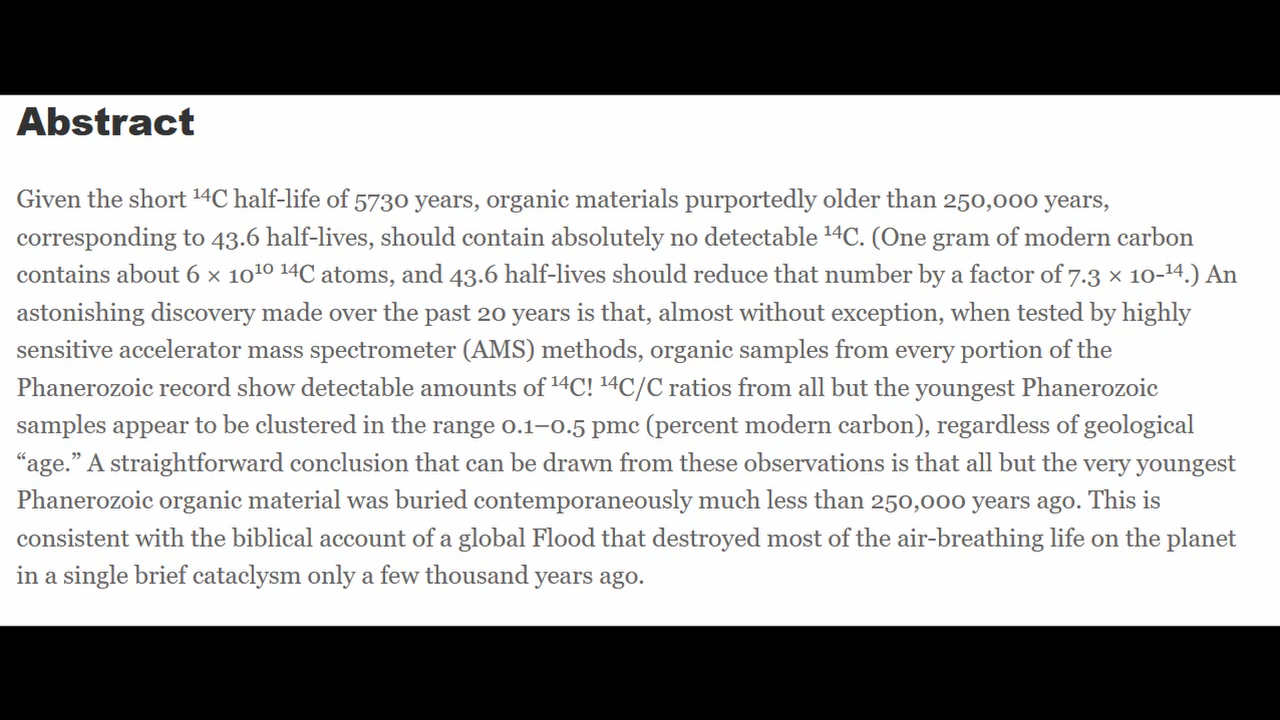 Abstract
Given the short ¹⁴C half-life of 5730 years, organic materials purportedly older than 250,000 years,
corresponding to 43.6 half-lives, should contain absolutely no detectable ¹⁴C. (One gram of modern carbon
contains about 6 × 10¹⁰ ¹⁴C atoms, and 43.6 half-lives should reduce that number by a factor of 7.3 × 10-¹⁴.) An
astonishing discovery made over the past 20 years is that, almost without exception, when tested by highly
sensitive accelerator mass spectrometer (AMS) methods, organic samples from every portion of the
Phanerozoic record show detectable amounts of ¹⁴C! ¹⁴C/C ratios from all but the youngest Phanerozoic
samples appear to be clustered in the range 0.1–0.5 pmc (percent modern carbon), regardless of geological
“age.” A straightforward conclusion that can be drawn from these observations is that all but the very youngest
Phanerozoic organic material was buried contemporaneously much less than 250,000 years ago. This is
consistent with the biblical account of a global Flood that destroyed most of the air-breathing life on the planet
in a single brief cataclysm only a few thousand years ago.